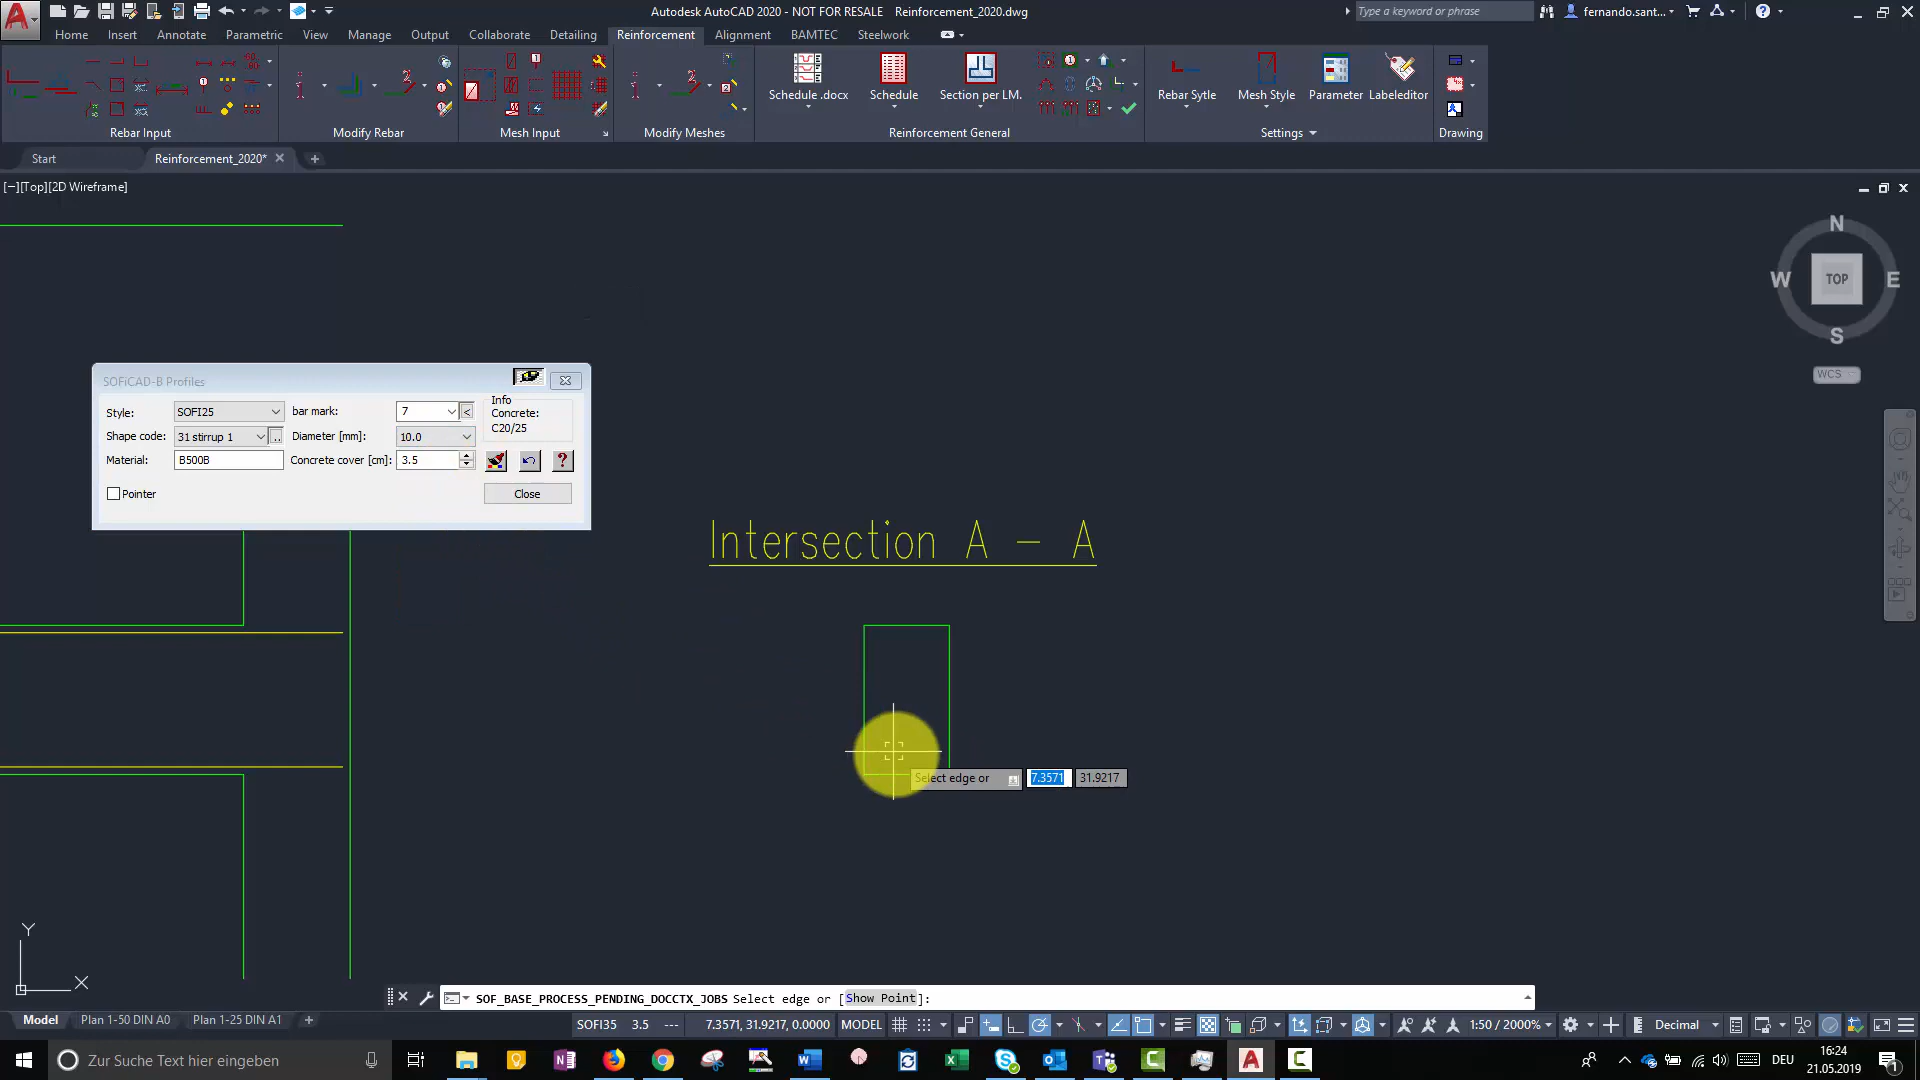 Autodesk AutoCAD 2020 - NOT FOR RESALE Reinforcement_2020.dwg
Type a keyword or phrase
fernando.sant...
Home Insert Annotate Parametric View Manage Output Collaborate Detailing Reinforcement Alignment BAMTEC Steelwork
Schedule .docx Schedule Section per LM. Rebar Sytle Mesh Style Parameter Labeleditor
Rebar Input Modify Rebar Mesh Input Modify Meshes Reinforcement General Settings Drawing
Start Reinforcement_2020*
[−][Top][2D Wireframe]
N
W TOP E
S
WCS
SOFiCAD-B Profiles
Style: SOFI25 bar mark: 7 < Info
Concrete:
C20/25
Shape code: 31 stirrup 1 .. Diameter [mm]: 10.0
Material: B500B Concrete cover [cm]: 3.5
Pointer Close
Intersection A - A
Select edge or 7.3571 31.9217
Y
X
SOF_BASE_PROCESS_PENDING_DOCCTX_JOBS Select edge or [Show Point]:
Model Plan 1-50 DIN A0 Plan 1-25 DIN A1
SOFI35 3.5 --- 7.3571, 31.9217, 0.0000 MODEL 1:50 / 2000% Decimal
Zur Suche Text hier eingeben
DEU
16:24
21.05.2019